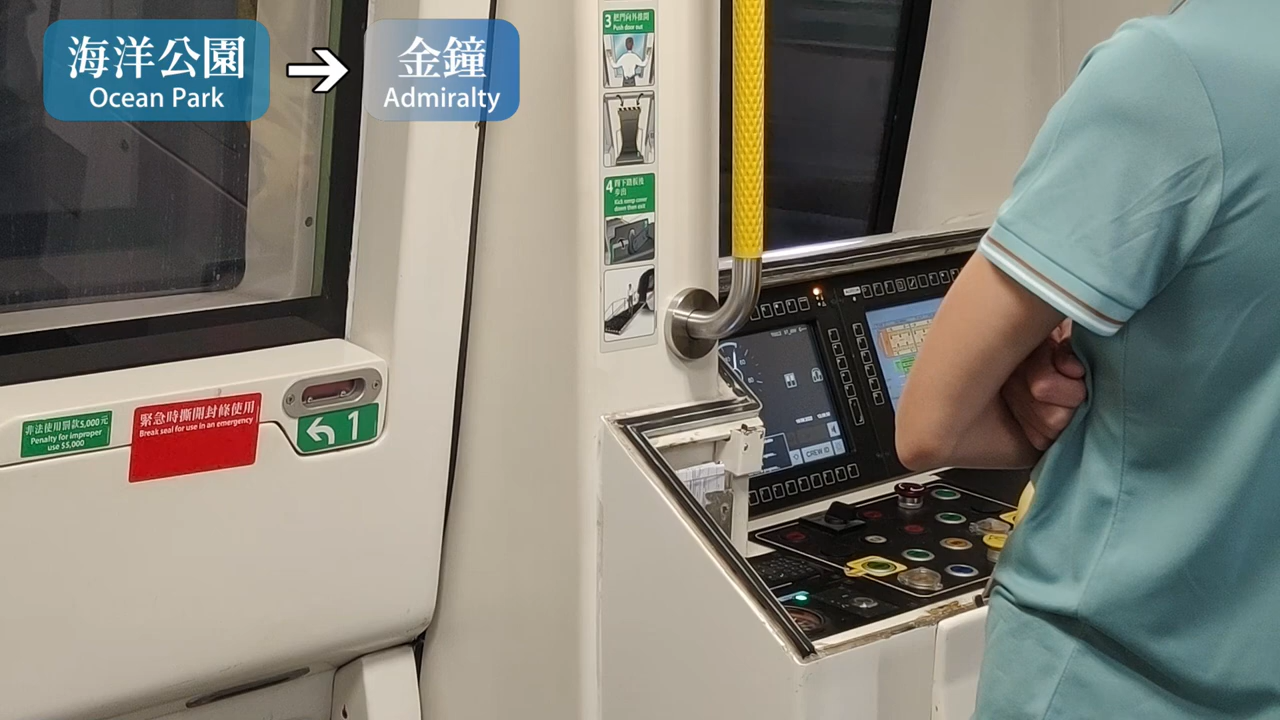 海洋公園
Ocean Park
金鐘
Admiralty
3 把門向外推開
Push door out
4 踢下踏板後
步出
Kick ramp cover
down then exit
非法使用罰款5,000元
Penalty for improper
use $5,000
緊急時撕開封條使用
Break seal for use in an emergency
1
CREW ID